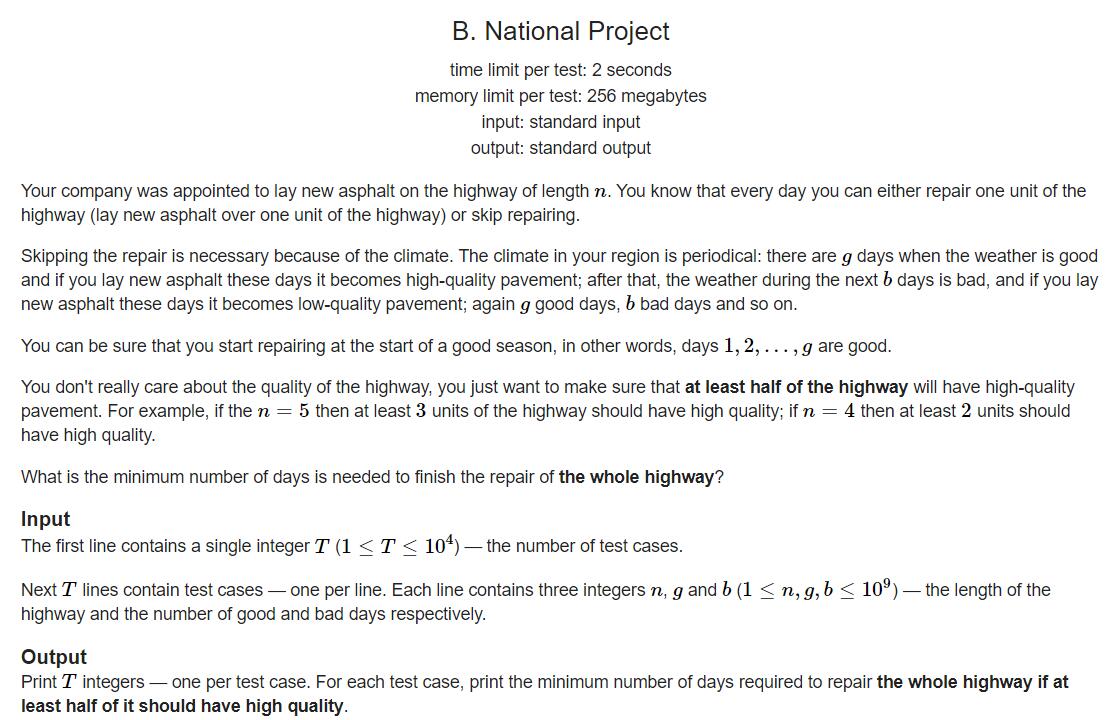 B. National Project
time limit per test: 2 seconds
memory limit per test: 256 megabytes
input: standard input
output: standard output
Your company was appointed to lay new asphalt on the highway of length n. You know that every day you can either repair one unit of the
highway (lay new asphalt over one unit of the highway) or skip repairing.
Skipping the repair is necessary because of the climate. The climate in your region is periodical: there are g days when the weather is good
and if you lay new asphalt these days it becomes high-quality pavement; after that, the weather during the next b days is bad, and if you lay
new asphalt these days it becomes low-quality pavement; again g good days, b bad days and so on.
You can be sure that you start repairing at the start of a good season, in other words, days 1, 2, . . . , g are good.
You don't really care about the quality of the highway, you just want to make sure that at least half of the highway will have high-quality
pavement. For example, if the n = 5 then at least 3 units of the highway should have high quality; if n = 4 then at least 2 units should
have high quality.
What is the minimum number of days is needed to finish the repair of the whole highway?
Input
The first line contains a single integer T (1 ≤ T ≤ 10⁴) — the number of test cases.
Next T lines contain test cases — one per line. Each line contains three integers n, g and b (1 ≤ n, g, b ≤ 10⁹) — the length of the
highway and the number of good and bad days respectively.
Output
Print T integers — one per test case. For each test case, print the minimum number of days required to repair the whole highway if at
least half of it should have high quality.